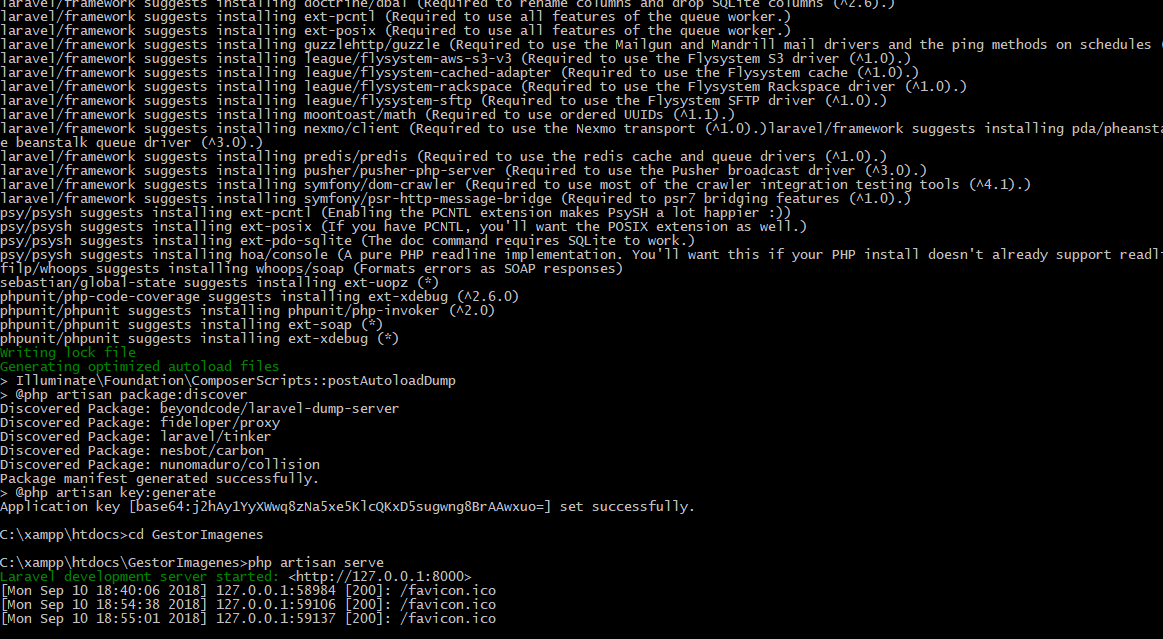 laravel/framework suggests installing doctrine/dbal (Required to rename columns and drop SQLite columns (^2.6).)
laravel/framework suggests installing ext-pcntl (Required to use all features of the queue worker.)
laravel/framework suggests installing ext-posix (Required to use all features of the queue worker.)
laravel/framework suggests installing guzzlehttp/guzzle (Required to use the Mailgun and Mandrill mail drivers and the ping methods on schedules (
laravel/framework suggests installing league/flysystem-aws-s3-v3 (Required to use the Flysystem S3 driver (^1.0).)
laravel/framework suggests installing league/flysystem-cached-adapter (Required to use the Flysystem cache (^1.0).)
laravel/framework suggests installing league/flysystem-rackspace (Required to use the Flysystem Rackspace driver (^1.0).)
laravel/framework suggests installing league/flysystem-sftp (Required to use the Flysystem SFTP driver (^1.0).)
laravel/framework suggests installing moontoast/math (Required to use ordered UUIDs (^1.1).)
laravel/framework suggests installing nexmo/client (Required to use the Nexmo transport (^1.0).)laravel/framework suggests installing pda/pheansta
e beanstalk queue driver (^3.0).)
laravel/framework suggests installing predis/predis (Required to use the redis cache and queue drivers (^1.0).)
laravel/framework suggests installing pusher/pusher-php-server (Required to use the Pusher broadcast driver (^3.0).)
laravel/framework suggests installing symfony/dom-crawler (Required to use most of the crawler integration testing tools (^4.1).)
laravel/framework suggests installing symfony/psr-http-message-bridge (Required to psr7 bridging features (^1.0).)
psy/psysh suggests installing ext-pcntl (Enabling the PCNTL extension makes PsySH a lot happier :))
psy/psysh suggests installing ext-posix (If you have PCNTL, you'll want the POSIX extension as well.)
psy/psysh suggests installing ext-pdo-sqlite (The doc command requires SQLite to work.)
psy/psysh suggests installing hoa/console (A pure PHP readline implementation. You'll want this if your PHP install doesn't already support readli
filp/whoops suggests installing whoops/soap (Formats errors as SOAP responses)
sebastian/global-state suggests installing ext-uopz (*)
phpunit/php-code-coverage suggests installing ext-xdebug (^2.6.0)
phpunit/phpunit suggests installing phpunit/php-invoker (^2.0)
phpunit/phpunit suggests installing ext-soap (*)
phpunit/phpunit suggests installing ext-xdebug (*)
Writing lock file
Generating optimized autoload files
> Illuminate\Foundation\ComposerScripts::postAutoloadDump
> @php artisan package:discover
Discovered Package: beyondcode/laravel-dump-server
Discovered Package: fideloper/proxy
Discovered Package: laravel/tinker
Discovered Package: nesbot/carbon
Discovered Package: nunomaduro/collision
Package manifest generated successfully.
> @php artisan key:generate
Application key [base64:j2hAy1YyXWwq8zNa5xe5KlcQKxD5sugwng8BrAAwxuo=] set successfully.
C:\xampp\htdocs>cd GestorImagenes
C:\xampp\htdocs\GestorImagenes>php artisan serve
Laravel development server started: <http://127.0.0.1:8000>
[Mon Sep 10 18:40:06 2018] 127.0.0.1:58984 [200]: /favicon.ico
[Mon Sep 10 18:54:38 2018] 127.0.0.1:59106 [200]: /favicon.ico
[Mon Sep 10 18:55:01 2018] 127.0.0.1:59137 [200]: /favicon.ico